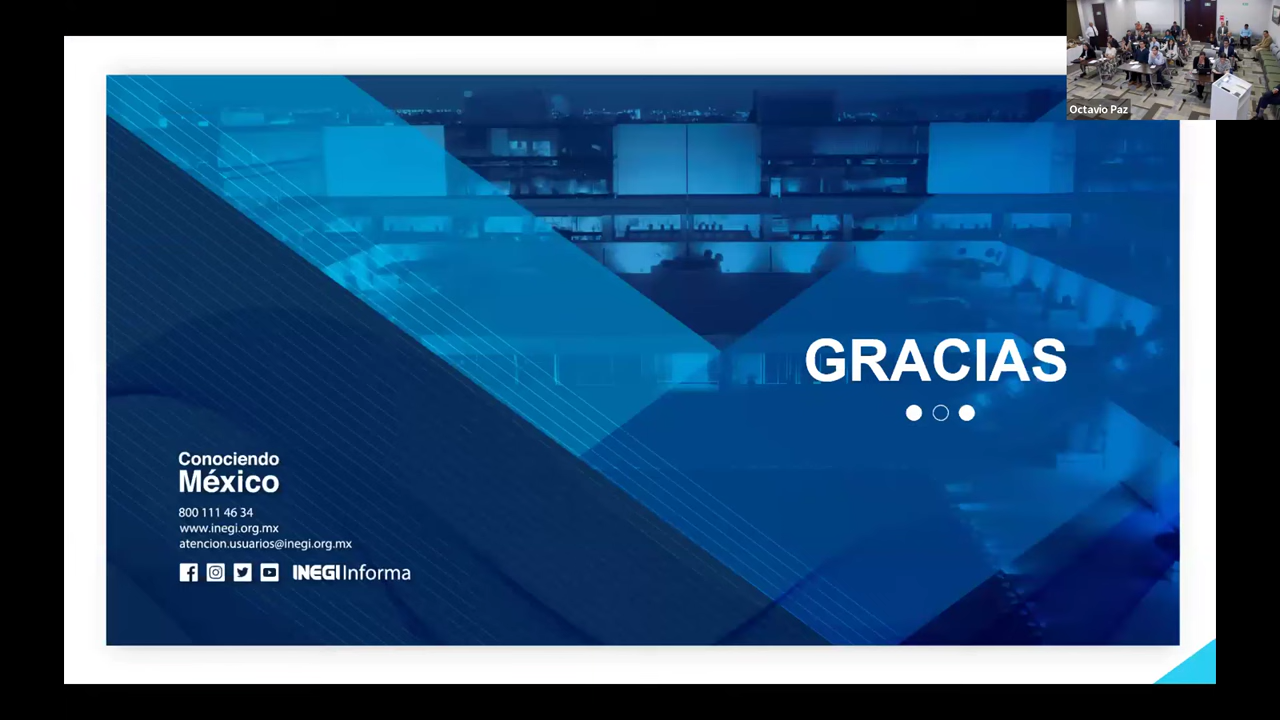 Octavio Paz
GRACIAS
Conociendo
México
800 111 46 34
www.inegi.org.mx
atencion.usuarios@inegi.org.mx
INEGI Informa